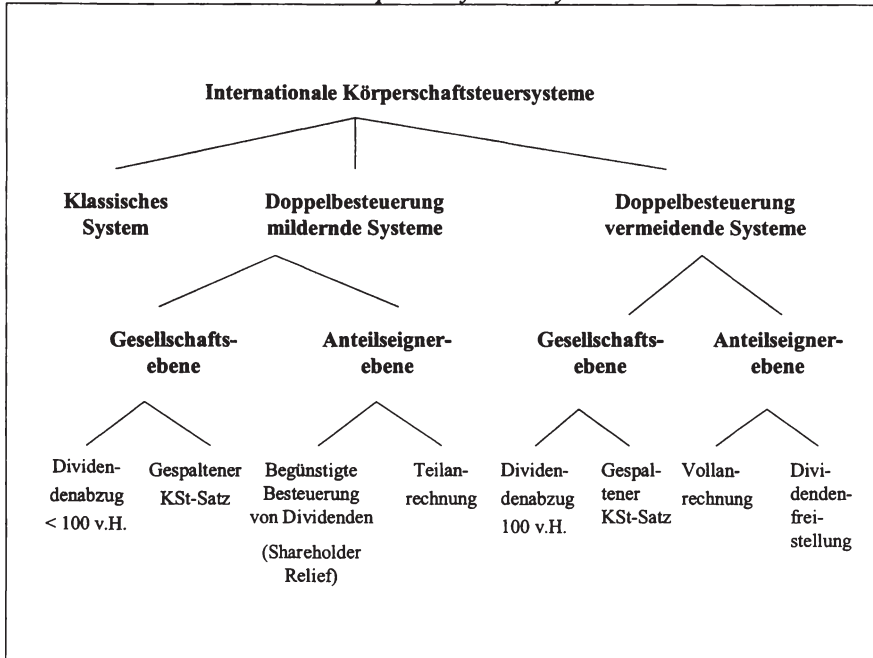 Internationale Körperschaftsteuersysteme
Klassisches
System
Doppelbesteuerung
mildernde Systeme
Doppelbesteuerung
vermeidende Systeme
Gesellschafts-
ebene
Anteilseigner-
ebene
Gesellschafts-
ebene
Anteilseigner-
ebene
Dividen-
denabzug
< 100 v.H.
Gespaltener
KSt-Satz
Begünstigte
Besteuerung
von Dividenden
(Shareholder
Relief)
Teilan-
rechnung
Dividen-
denabzug
100 v.H.
Gespal-
tener
KSt-Satz
Vollan-
rechnung
Divi-
denden-
frei-
stellung